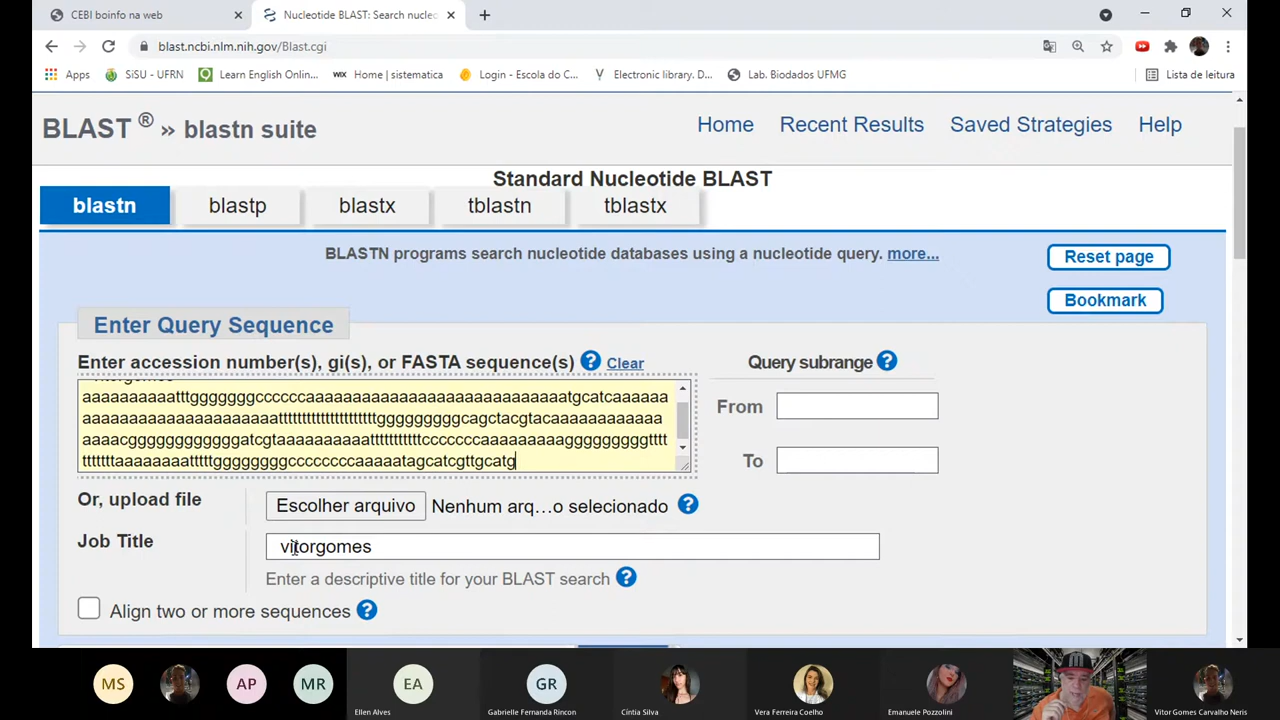 CEBI boinfo na web
Nucleotide BLAST: Search nucleo
blast.ncbi.nlm.nih.gov/Blast.cgi
Apps SiSU - UFRN Learn English Onlin... WiX Home | sistematica Login - Escola do C... Electronic library. D... Lab. Biodados UFMG Lista de leitura
BLAST ® » blastn suite
Home Recent Results Saved Strategies Help
Standard Nucleotide BLAST
blastn blastp blastx tblastn tblastx
BLASTN programs search nucleotide databases using a nucleotide query. more...
Reset page
Bookmark
Enter Query Sequence
Enter accession number(s), gi(s), or FASTA sequence(s) ? Clear
Query subrange ?
From
To
Or, upload file
Escolher arquivo Nenhum arq…o selecionado ?
Job Title
vitorgomes
Enter a descriptive title for your BLAST search ?
Align two or more sequences ?
MS AP MR EA GR
Ellen Alves Gabrielle Fernanda Rincon Cintia Silva Vera Ferreira Coelho Emanuele Pozzolini Vitor Gomes Carvalho Neris